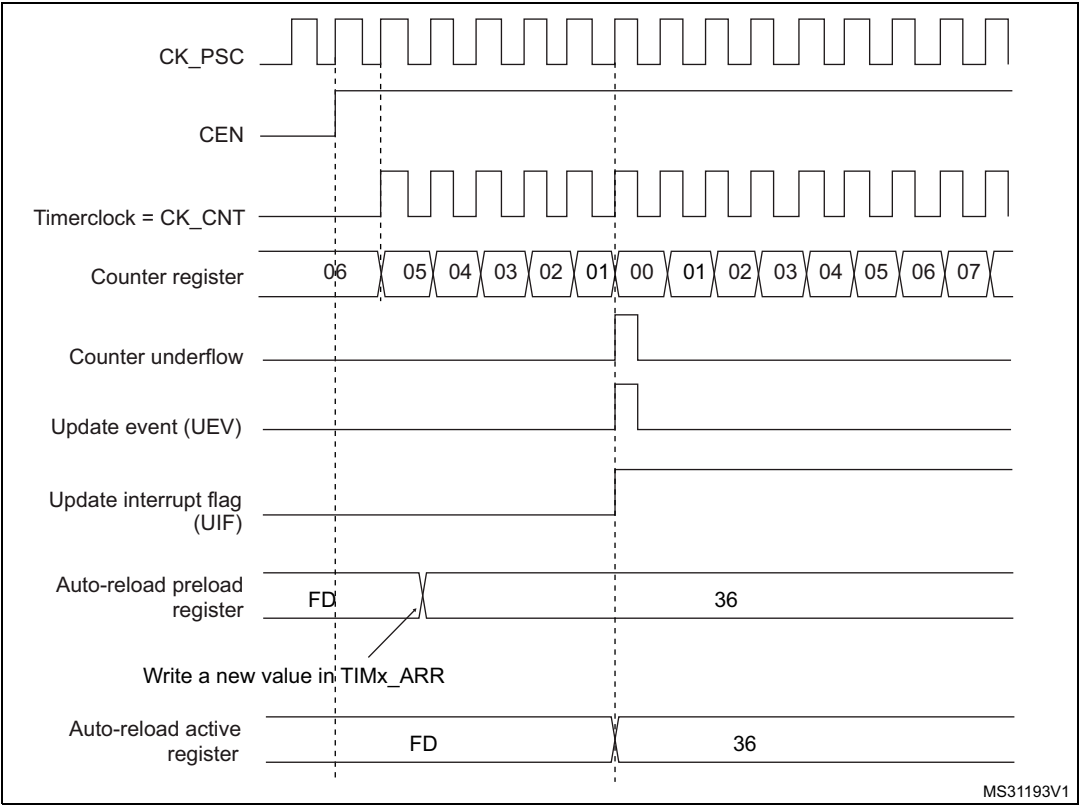 CK_PSC
CEN
Timerclock = CK_CNT
Counter register
06 05 04 03 02 01 00 01 02 03 04 05 06 07
Counter underflow
Update event (UEV)
Update interrupt flag
(UIF)
Auto-reload preload
register
FD 36
Write a new value in TIMx_ARR
Auto-reload active
register
FD 36
MS31193V1